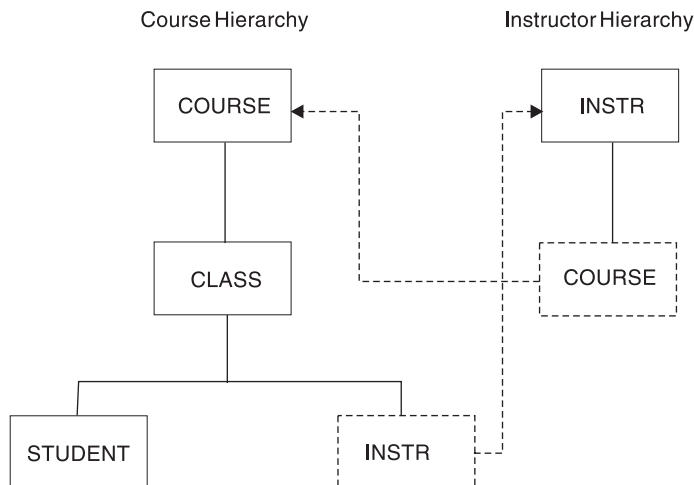 Course Hierarchy
Instructor Hierarchy
COURSE
INSTR
CLASS
COURSE
STUDENT
INSTR